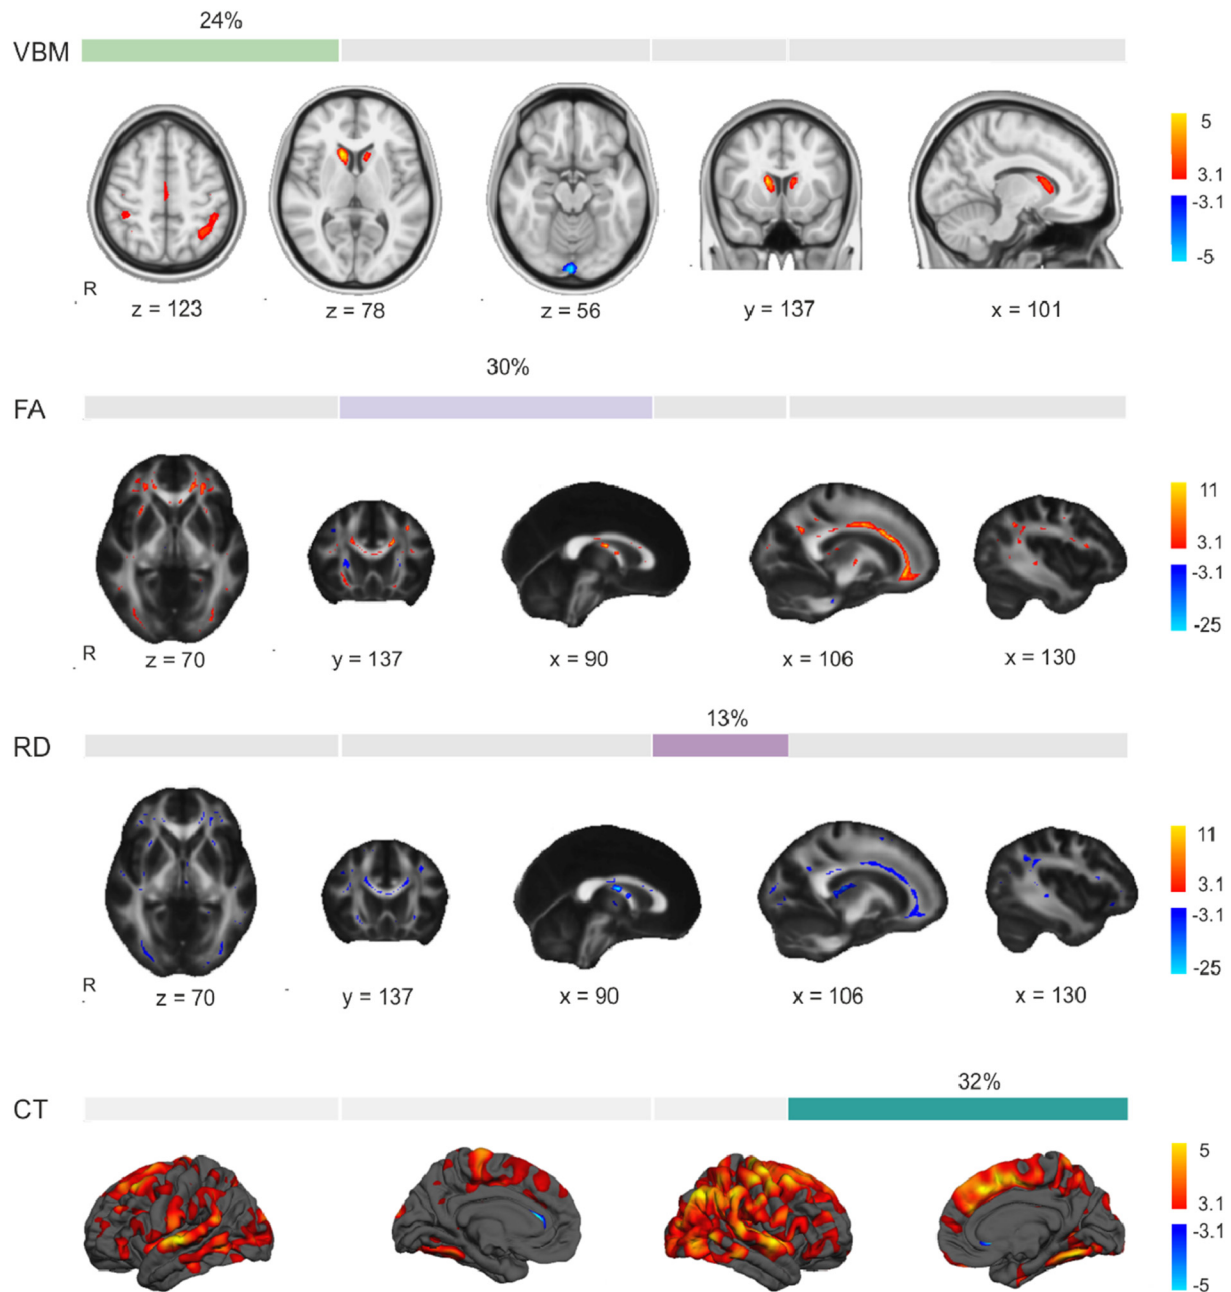 24%
VBM
5
3.1
-3.1
-5
R
z = 123
z = 78
z = 56
y = 137
x = 101
30%
FA
11
3.1
-3.1
-25
R
z = 70
y = 137
x = 90
x = 106
x = 130
13%
RD
11
3.1
-3.1
-25
R
z = 70
y = 137
x = 90
x = 106
x = 130
32%
CT
5
3.1
-3.1
-5